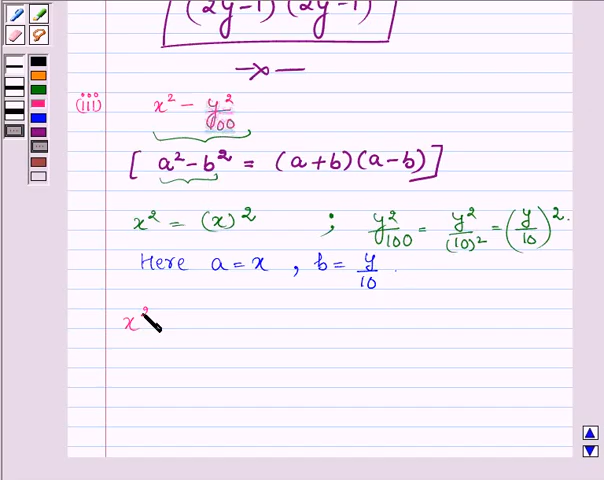 (2y-1) (2y-1)
(iii) x² - y²/100
[ a² - b² = (a+b) (a-b) ]
x² = (x)² ; y²/100 = y²/(10)² = (y/10)².
Here a = x , b = y/10 .
x²